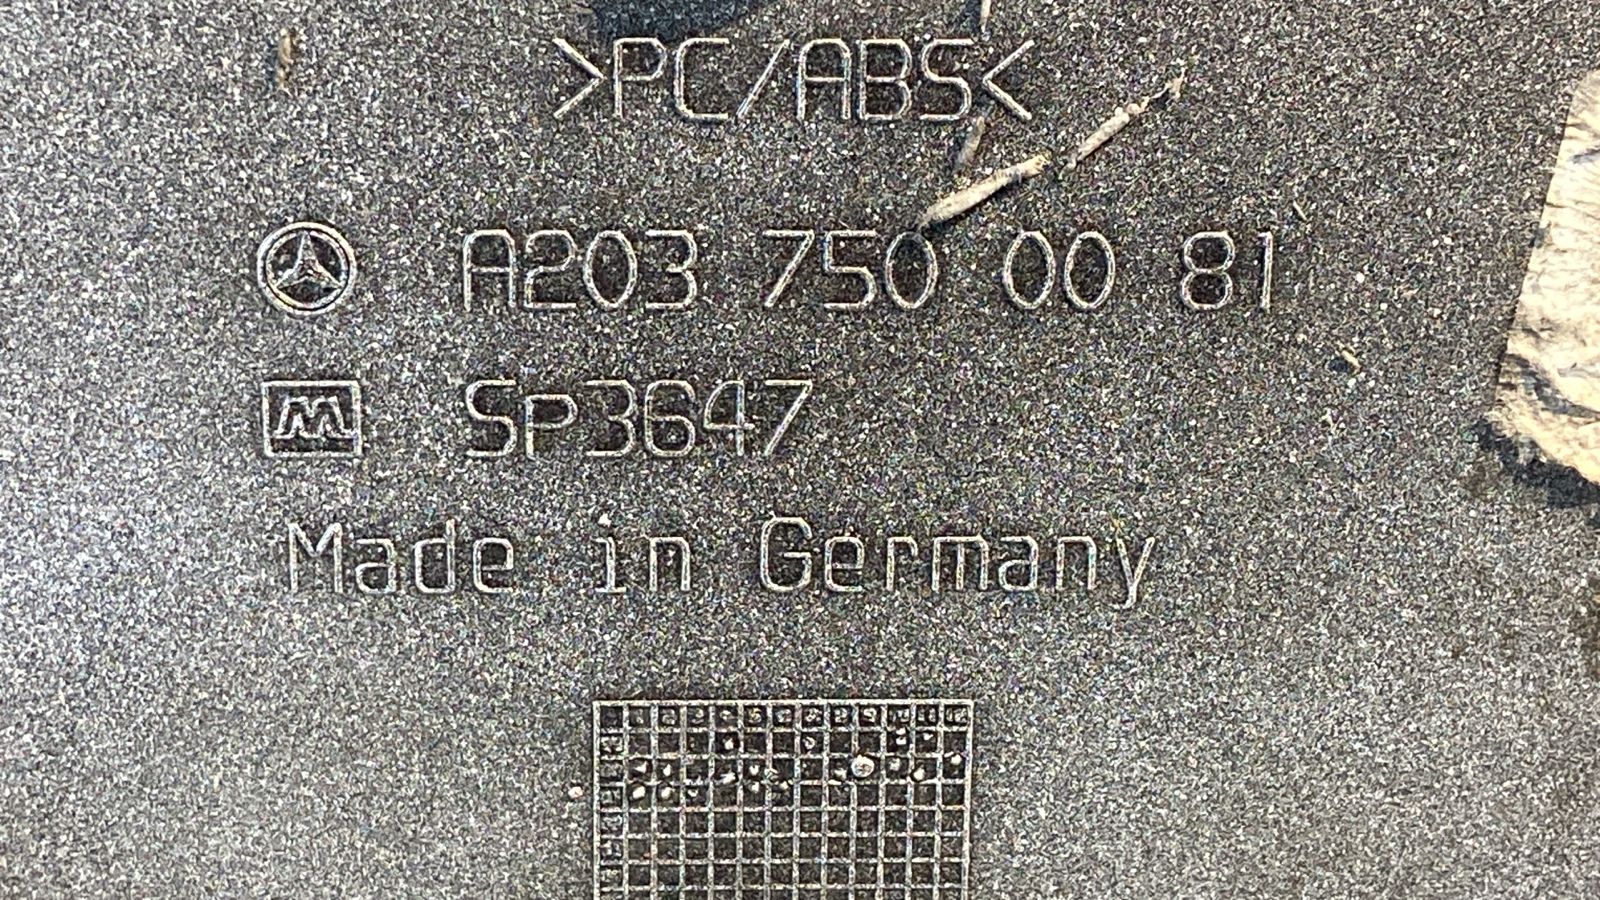 >PC/ABS<
A203 750 00 81
M Sp3647
Made in Germany